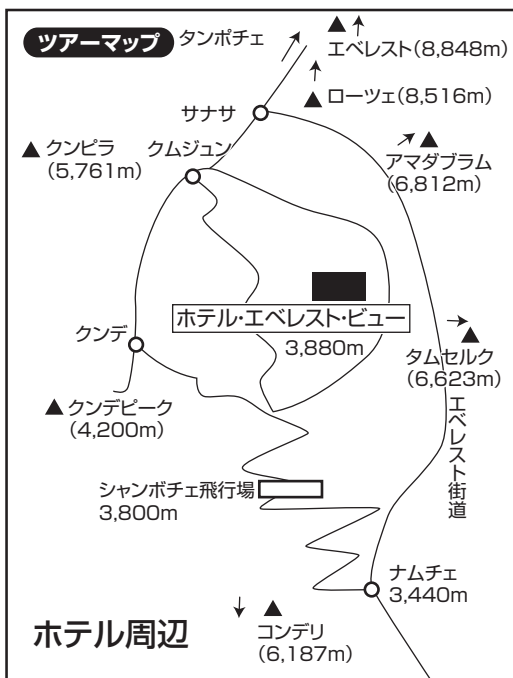 ツアーマップ
タンポチェ
エベレスト(8,848m)
ローツェ(8,516m)
サナサ
クンピラ
(5,761m)
クムジュン
アマダブラム
(6,812m)
ホテル・エベレスト・ビュー
3,880m
クンデ
タムセルク
(6,623m)
クンデピーク
(4,200m)
エベレスト街道
シャンボチェ飛行場
3,800m
ナムチェ
3,440m
ホテル周辺
コンデリ
(6,187m)